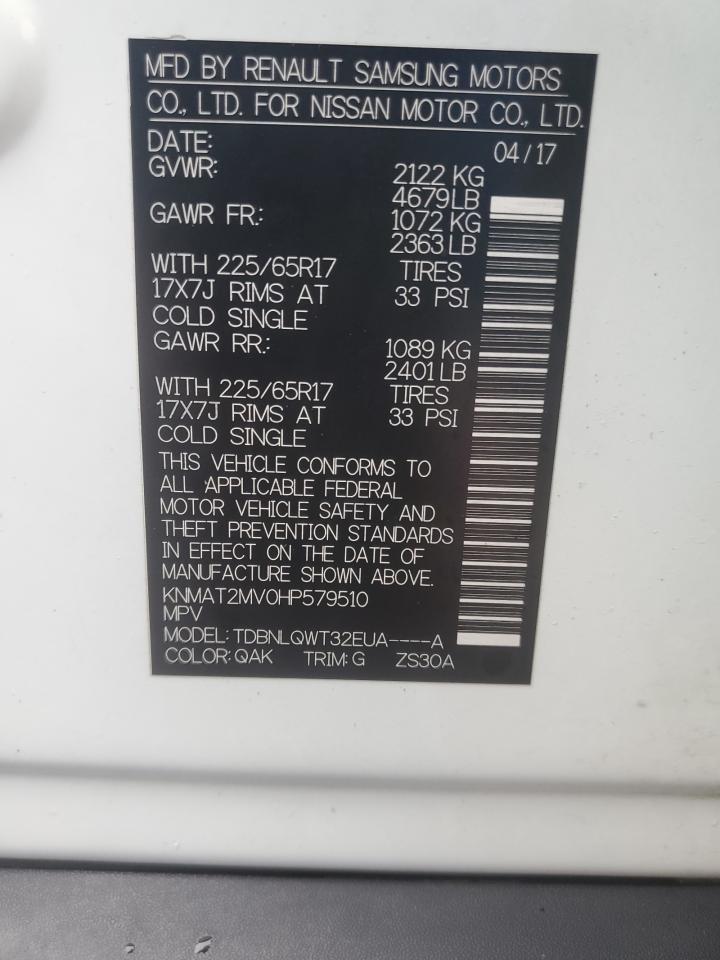 MFD BY RENAULT SAMSUNG MOTORS
CO., LTD. FOR NISSAN MOTOR CO., LTD.
DATE: 04/17
GVWR: 2122 KG
4679 LB
GAWR FR.: 1072 KG
2363 LB
WITH 225/65R17 TIRES
17X7J RIMS AT 33 PSI
COLD SINGLE
GAWR RR.: 1089 KG
2401 LB
WITH 225/65R17 TIRES
17X7J RIMS AT 33 PSI
COLD SINGLE
THIS VEHICLE CONFORMS TO
ALL APPLICABLE FEDERAL
MOTOR VEHICLE SAFETY AND
THEFT PREVENTION STANDARDS
IN EFFECT ON THE DATE OF
MANUFACTURE SHOWN ABOVE.
KNMAT2MV0HP579510
MPV
MODEL: TDBNLQWT32EUA----A
COLOR: QAK TRIM: G ZS30A